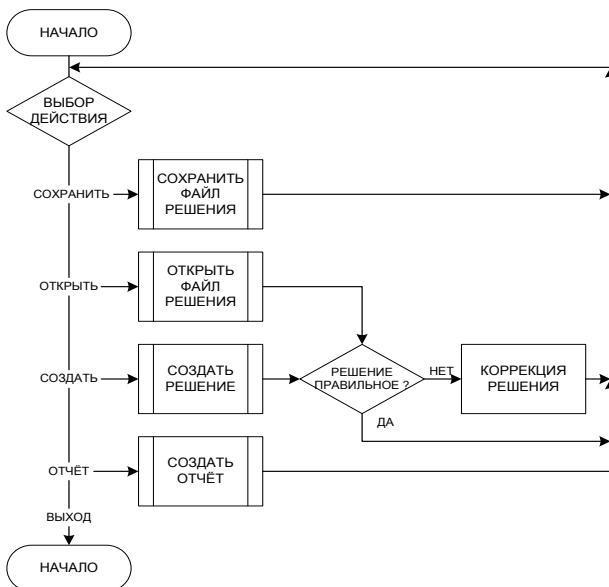 НАЧАЛО
ВЫБОР
ДЕЙСТВИЯ
СОХРАНИТЬ
СОХРАНИТЬ
ФАЙЛ
РЕШЕНИЯ
ОТКРЫТЬ
ОТКРЫТЬ
ФАЙЛ
РЕШЕНИЯ
СОЗДАТЬ
СОЗДАТЬ
РЕШЕНИЕ
РЕШЕНИЕ
ПРАВИЛЬНОЕ ?
НЕТ
КОРРЕКЦИЯ
РЕШЕНИЯ
ДА
ОТЧЁТ
СОЗДАТЬ
ОТЧЁТ
ВЫХОД
НАЧАЛО